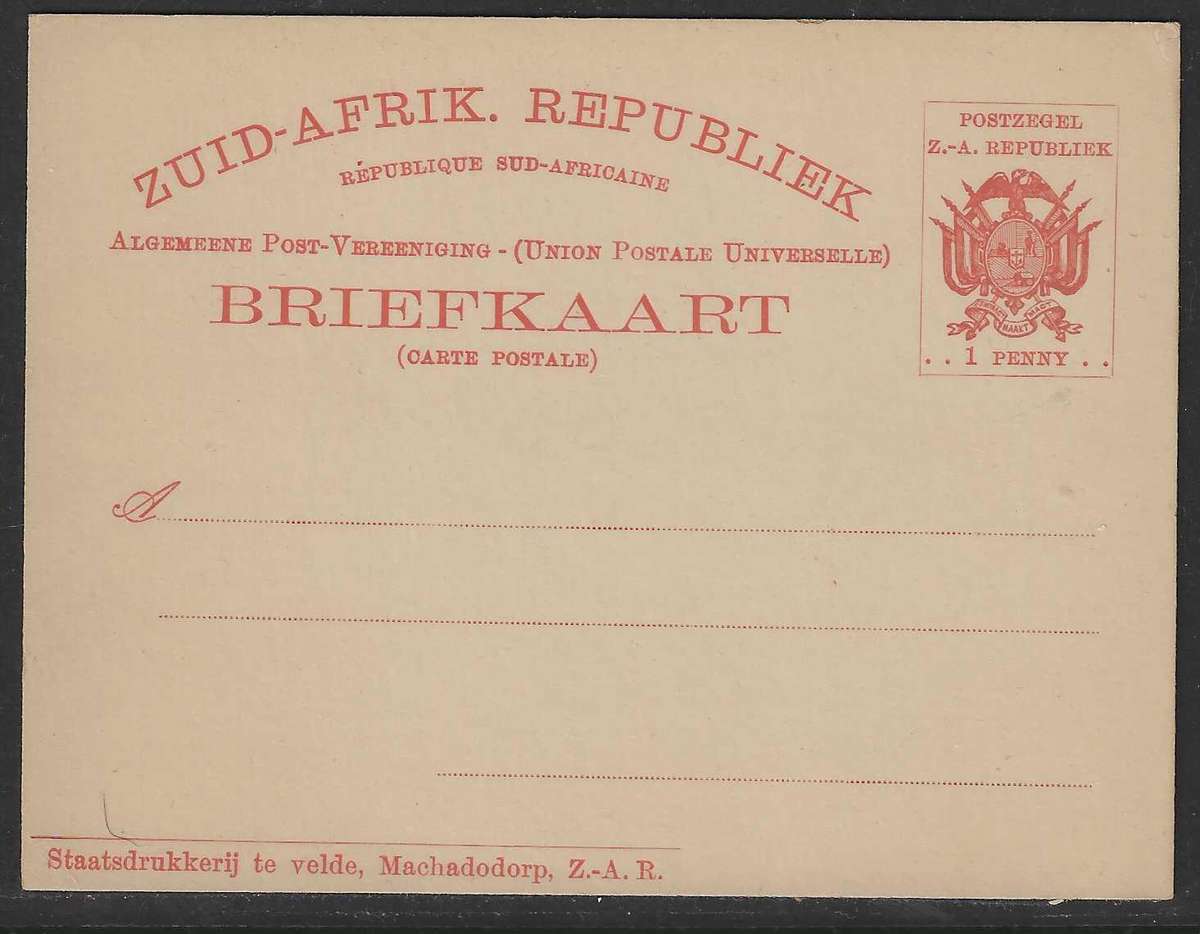 ZUID-AFRIK. REPUBLIEK
RÉPUBLIQUE SUD-AFRICAINE
ALGEMEENE POST-VEREENIGING - (UNION POSTALE UNIVERSELLE)
BRIEFKAART
(CARTE POSTALE)
POSTZEGEL
Z.-A. REPUBLIEK
MAAKT MACHT
. . 1 PENNY . .
A
Staatsdrukkerij te velde, Machadodorp, Z.-A. R.